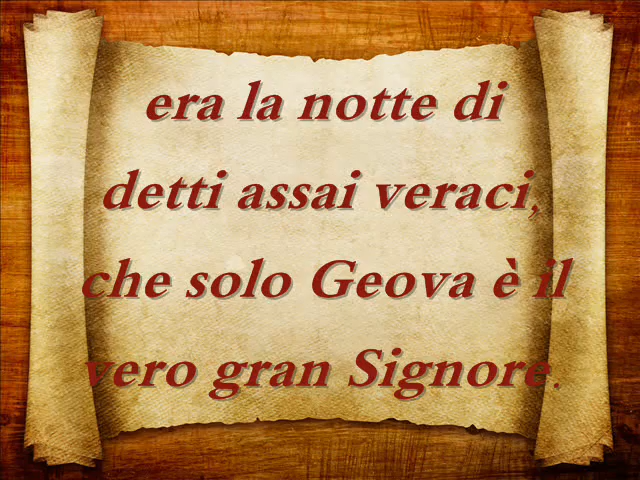 era la notte di
detti assai veraci,
che solo Geova è il
vero gran Signore.